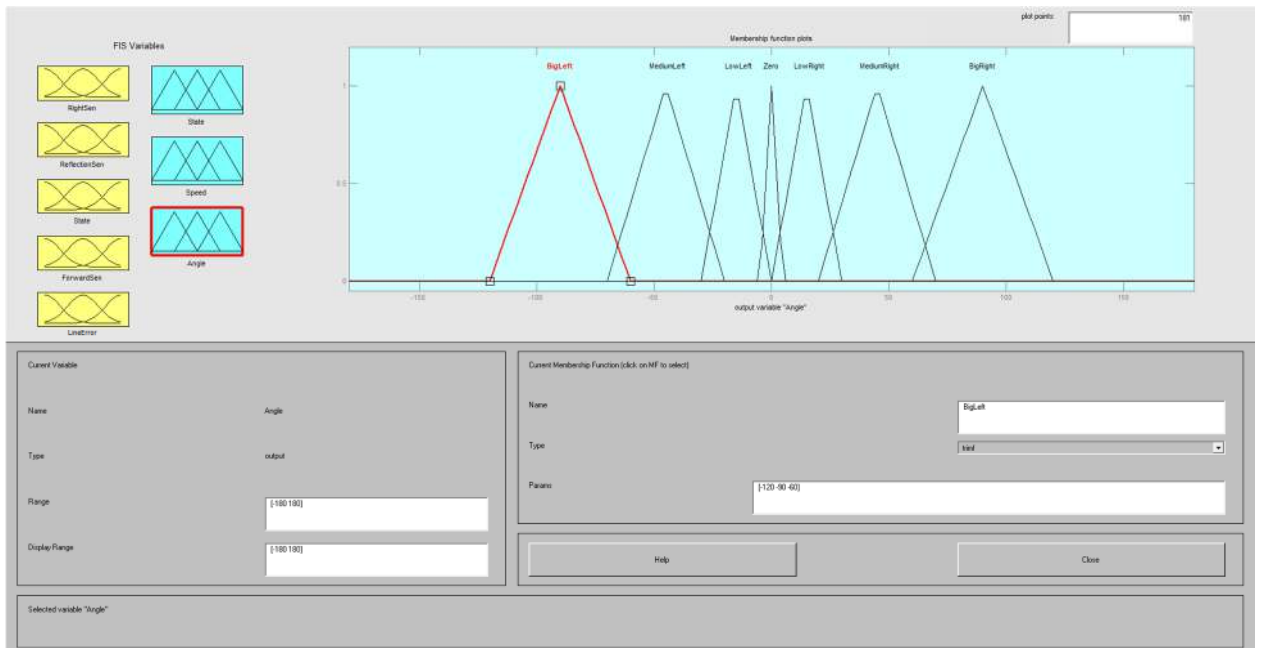 plot points:
181
FIS Variables
Membership function plots
RightSen
ReflectionSen
State
ForwardSen
LineError
State
Speed
Angle
BigLeft MediumLeft LowLeft Zero LowRight MediumRight BigRight
1
0.5
0
-150 -100 -50 0 50 100 150
output variable "Angle"
Current Variable
Name Angle
Type output
Range [-180 180]
Display Range [-180 180]
Current Membership Function (click on MF to select)
Name BigLeft
Type trimf
Params [-120 -90 -60]
Help Close
Selected variable "Angle"